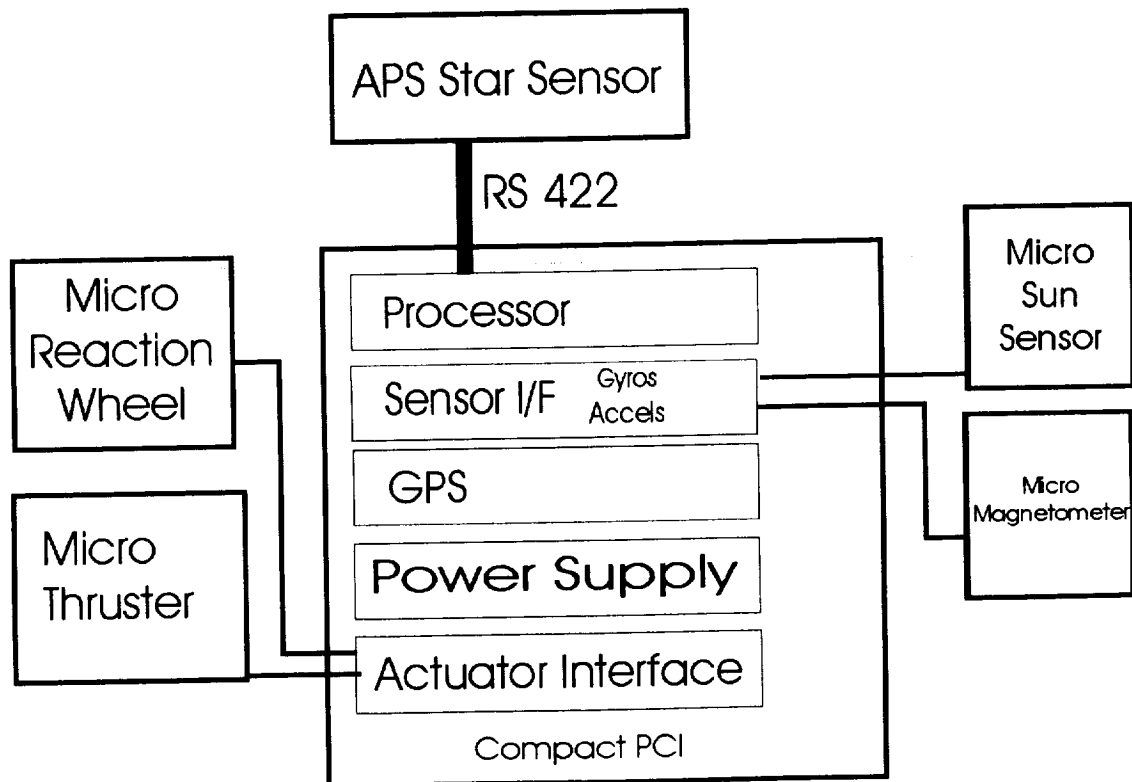 APS Star Sensor
RS 422
Micro
Reaction
Wheel
Micro
Thruster
Processor
Sensor I/F
Gyros
Accels
GPS
Power Supply
Actuator Interface
Compact PCI
Micro
Sun
Sensor
Micro
Magnetometer